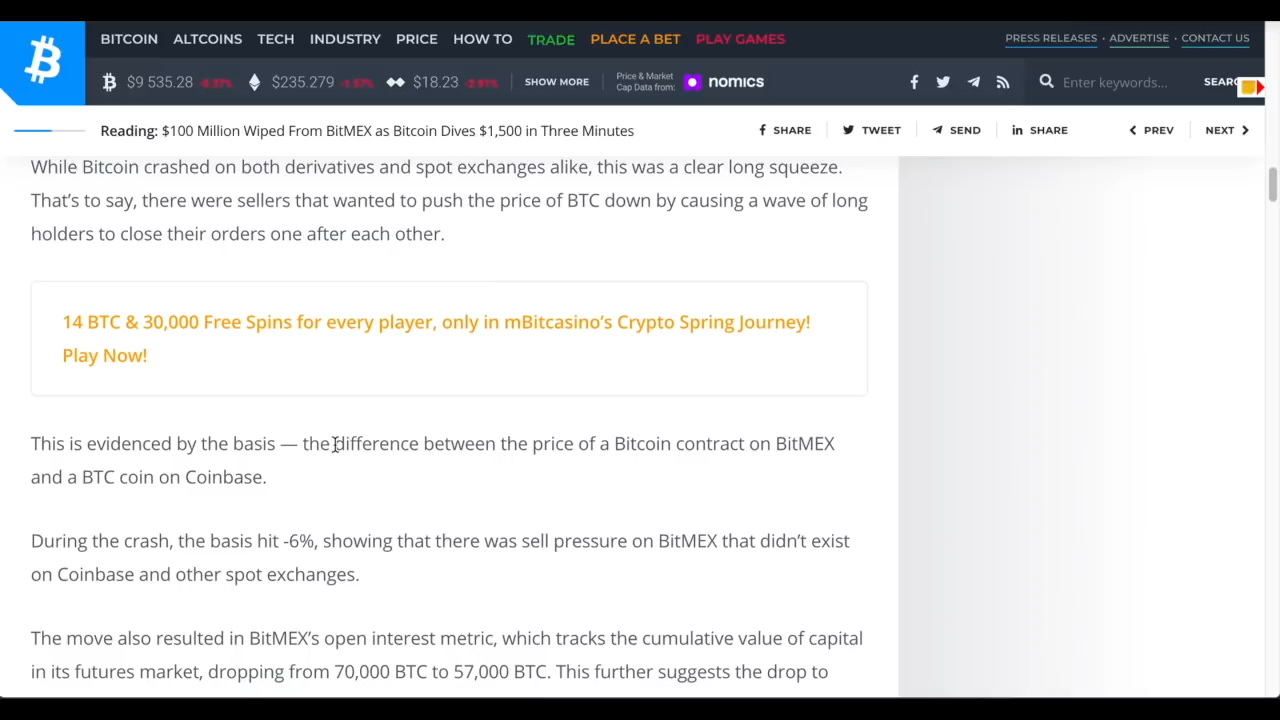 BITCOIN ALTCOINS TECH INDUSTRY PRICE HOW TO TRADE PLACE A BET PLAY GAMES PRESS RELEASES · ADVERTISE · CONTACT US
$9 535.28 $235.279 $18.23 SHOW MORE Price & Market Cap Data from: nomics Enter keywords...
Reading: $100 Million Wiped From BitMEX as Bitcoin Dives $1,500 in Three Minutes SHARE TWEET SEND SHARE PREV NEXT
While Bitcoin crashed on both derivatives and spot exchanges alike, this was a clear long squeeze.
That’s to say, there were sellers that wanted to push the price of BTC down by causing a wave of long
holders to close their orders one after each other.
14 BTC & 30,000 Free Spins for every player, only in mBitcasino’s Crypto Spring Journey!
Play Now!
This is evidenced by the basis — the difference between the price of a Bitcoin contract on BitMEX
and a BTC coin on Coinbase.
During the crash, the basis hit -6%, showing that there was sell pressure on BitMEX that didn’t exist
on Coinbase and other spot exchanges.
The move also resulted in BitMEX’s open interest metric, which tracks the cumulative value of capital
in its futures market, dropping from 70,000 BTC to 57,000 BTC. This further suggests the drop to